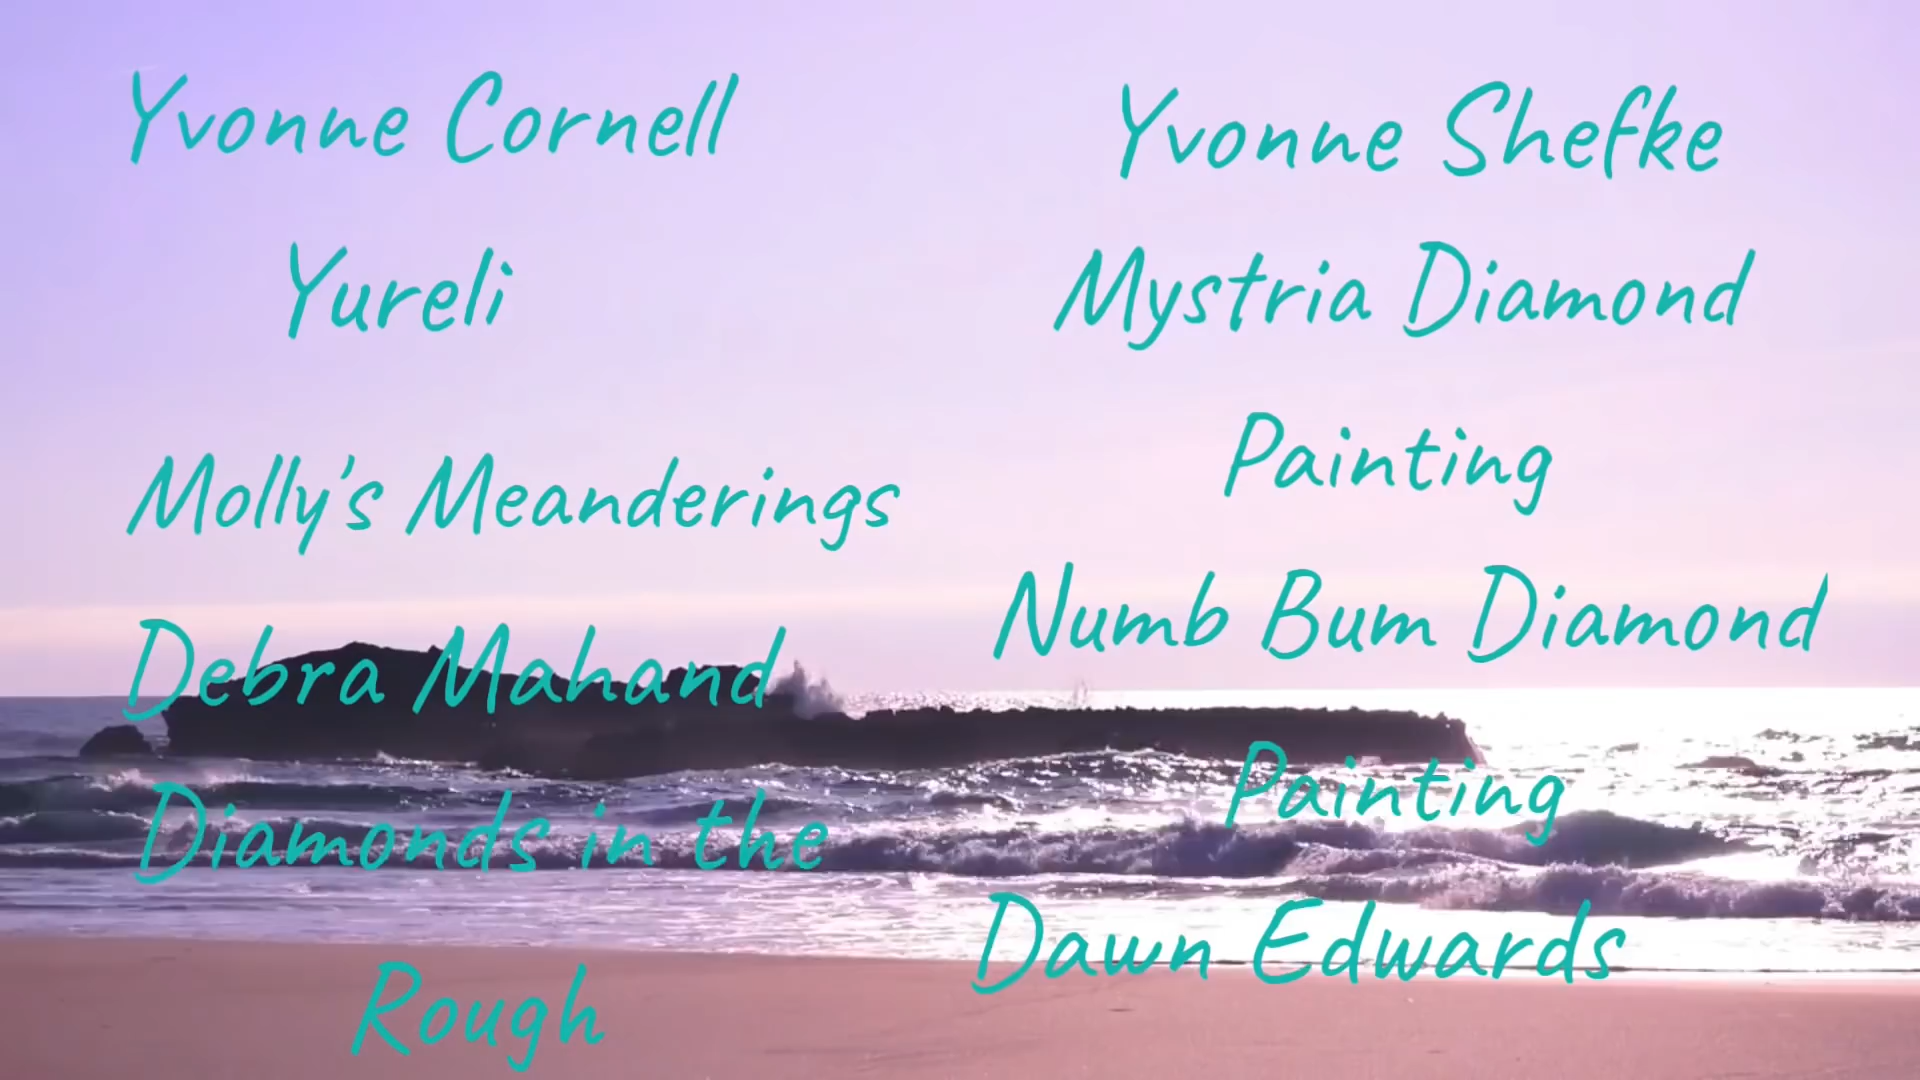 Yvonne Cornell
Yureli
Molly's Meanderings
Debra Mahand
Diamonds in the
Rough
Yvonne Shefke
Mystria Diamond
Painting
Numb Bum Diamond
Painting
Dawn Edwards